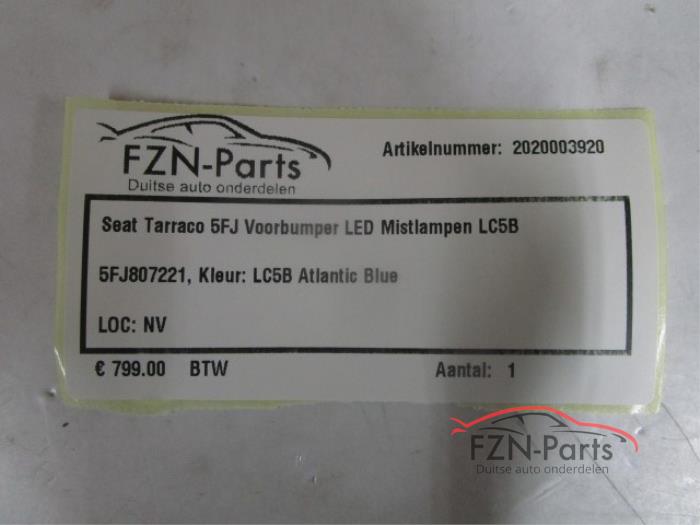 FZN-Parts
Duitse auto onderdelen
Artikelnummer: 2020003920
Seat Tarraco 5FJ Voorbumper LED Mistlampen LC5B
5FJ807221, Kleur: LC5B Atlantic Blue
LOC: NV
€ 799.00 BTW
Aantal: 1
FZN-Parts
Duitse auto onderdelen